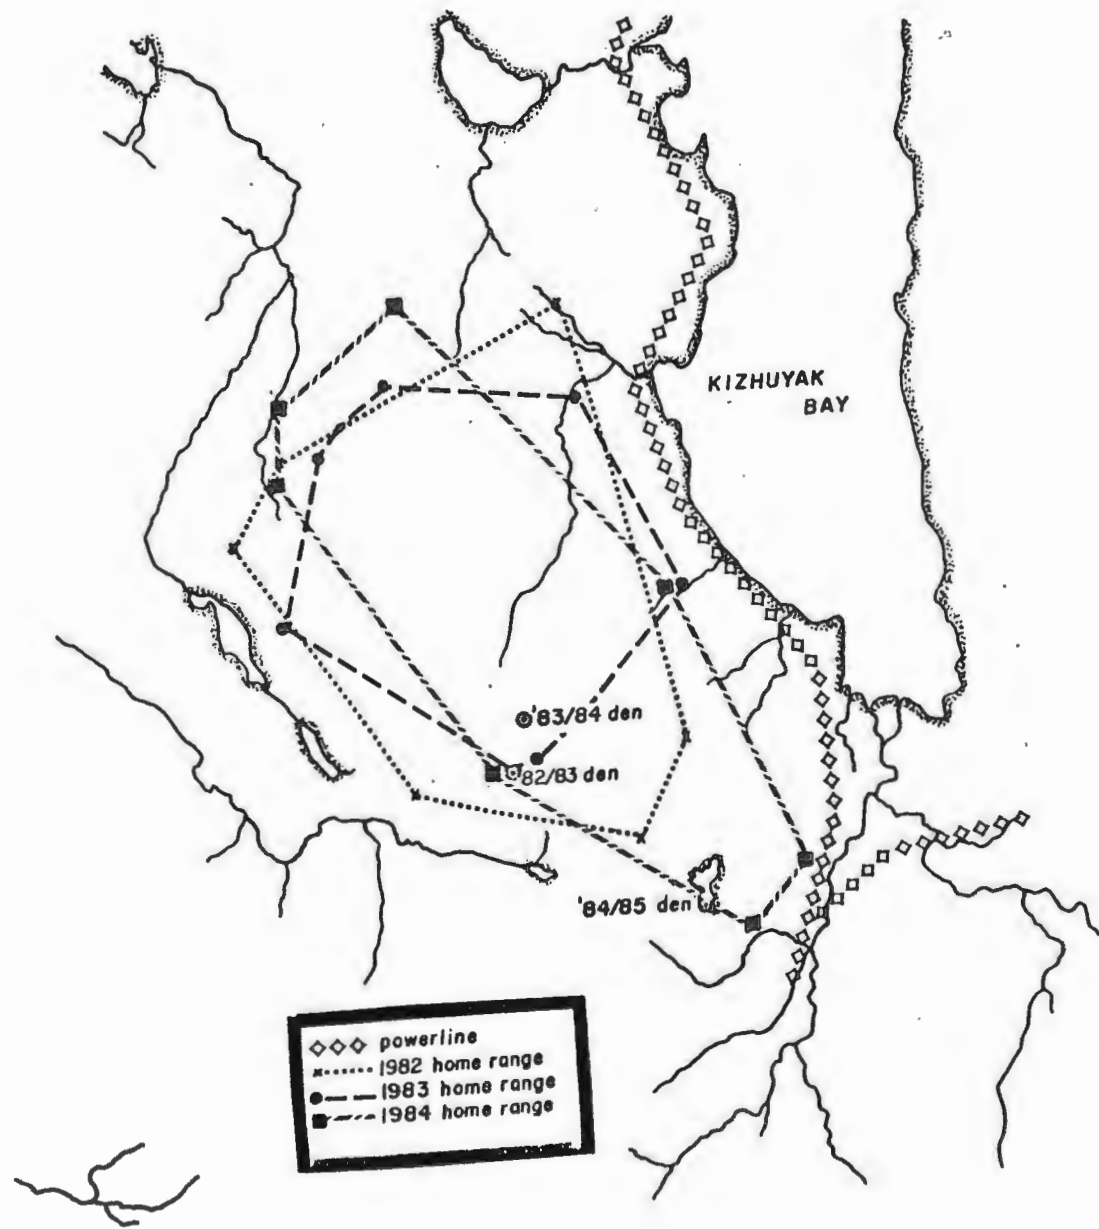 KIZHUYAK
BAY
'83/84 den
'82/83 den
'84/85 den
powerline
1982 home range
1983 home range
1984 home range